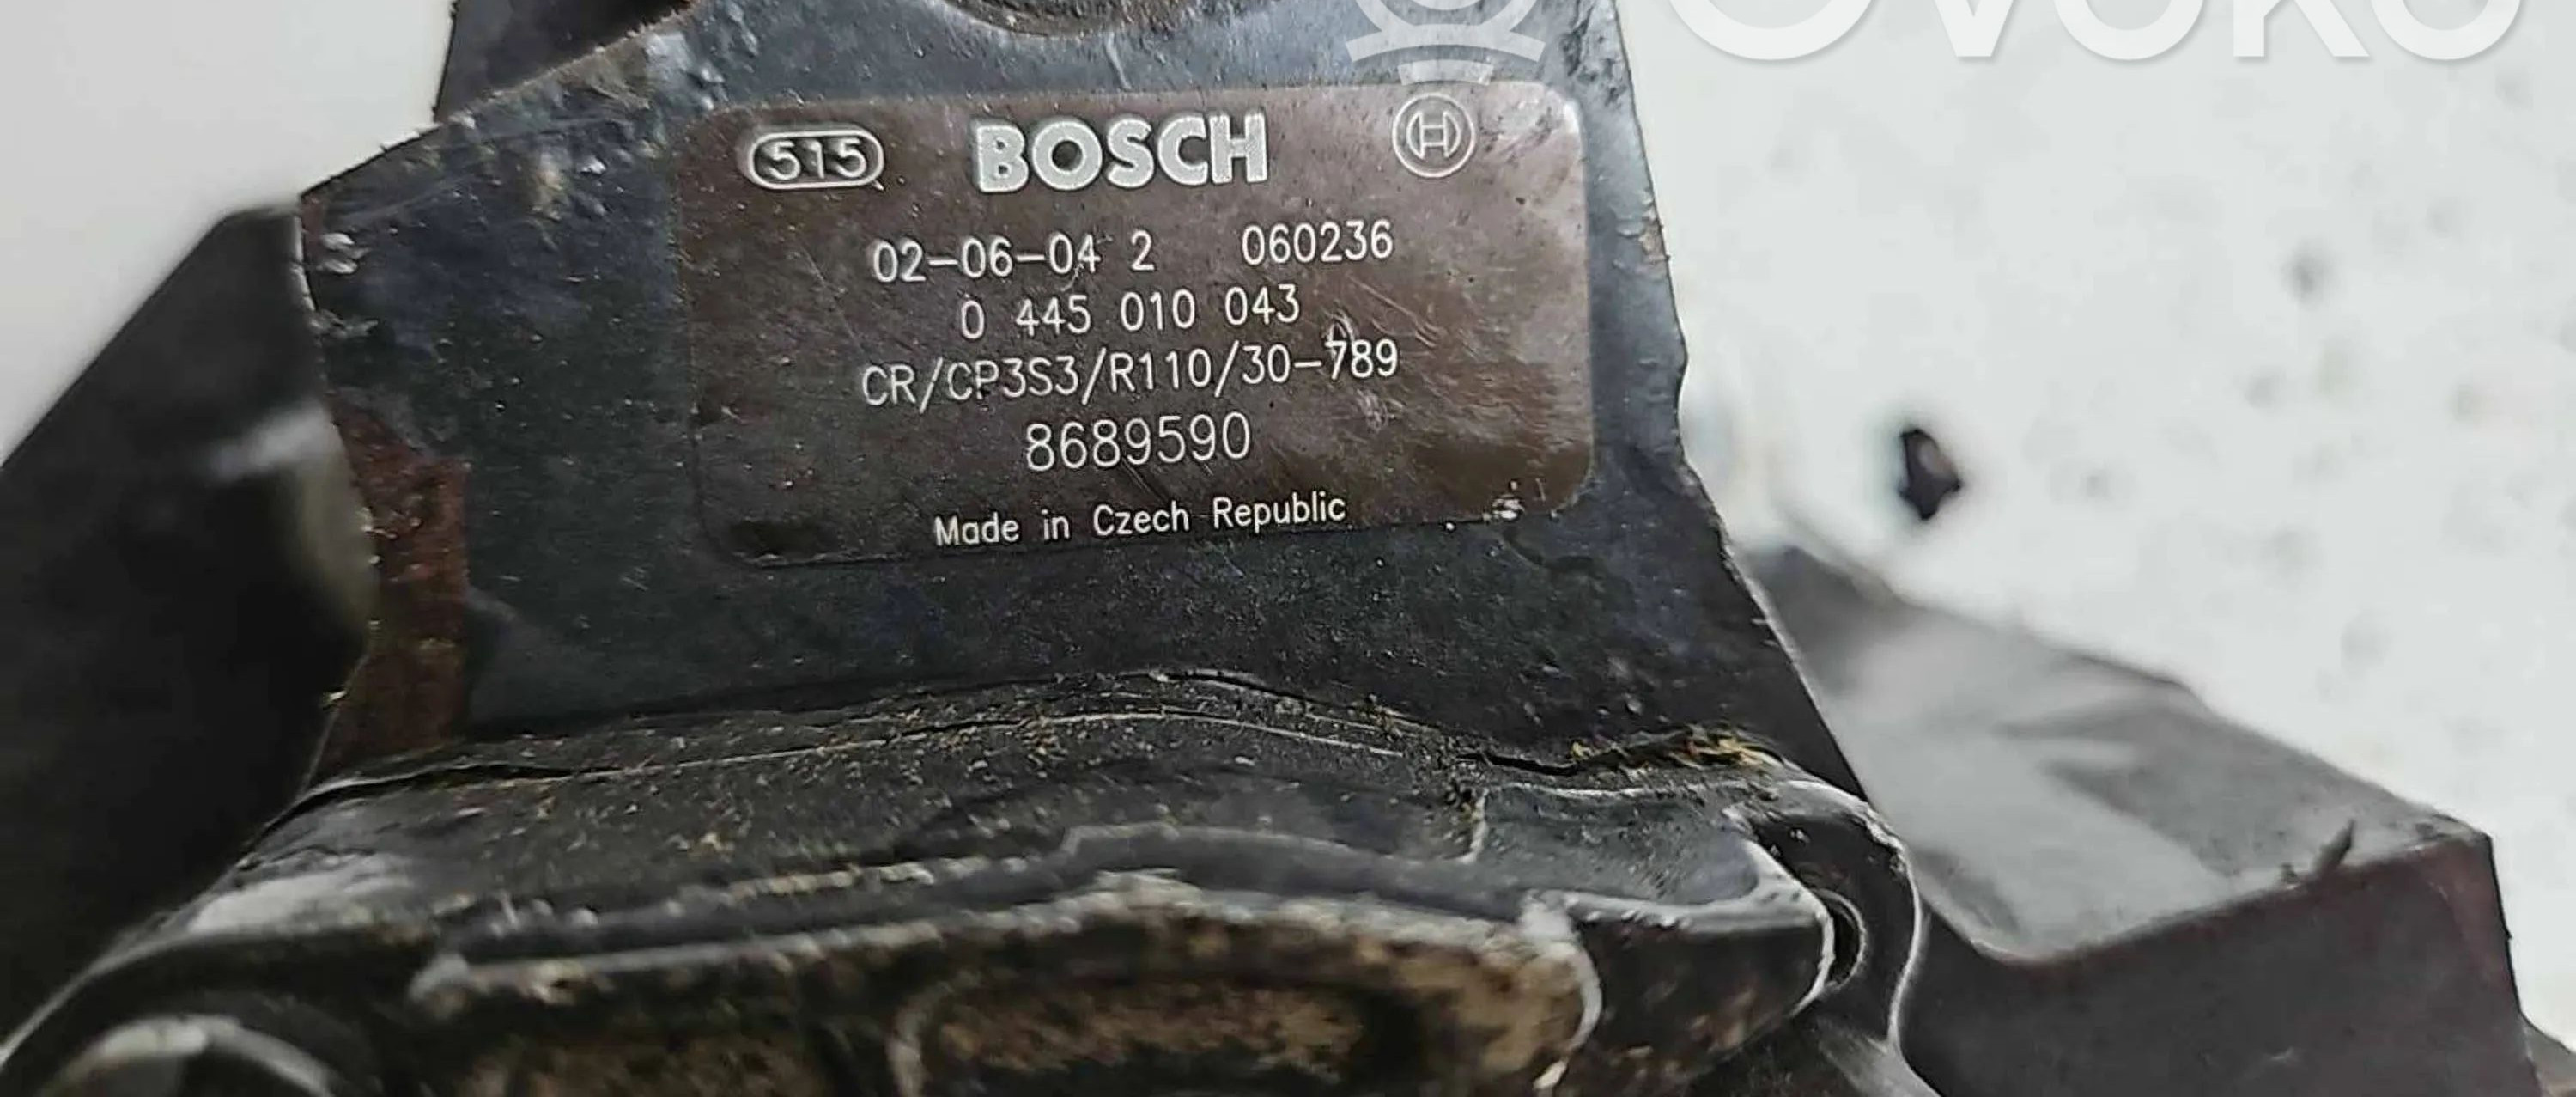 OVOKO
515 BOSCH
02-06-04 2 060236
0 445 010 043
CR/CP3S3/R110/30-789
8689590
Made in Czech Republic